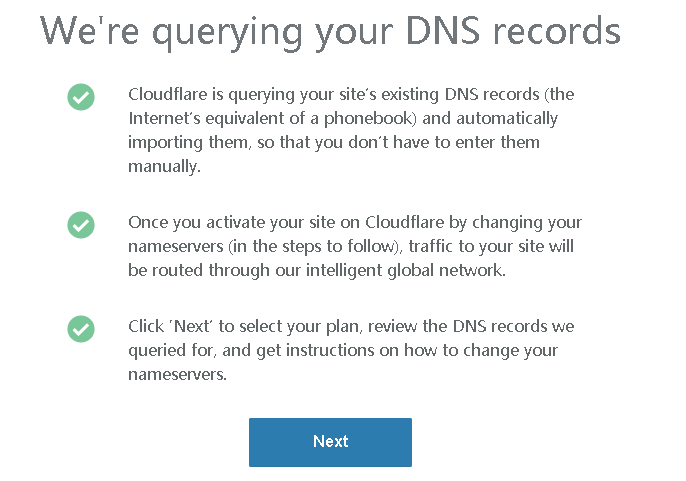 We're querying your DNS records
Cloudflare is querying your site's existing DNS records (the
Internet's equivalent of a phonebook) and automatically
importing them, so that you don't have to enter them
manually.
Once you activate your site on Cloudflare by changing your
nameservers (in the steps to follow), traffic to your site will
be routed through our intelligent global network.
Click 'Next' to select your plan, review the DNS records we
queried for, and get instructions on how to change your
nameservers.
Next